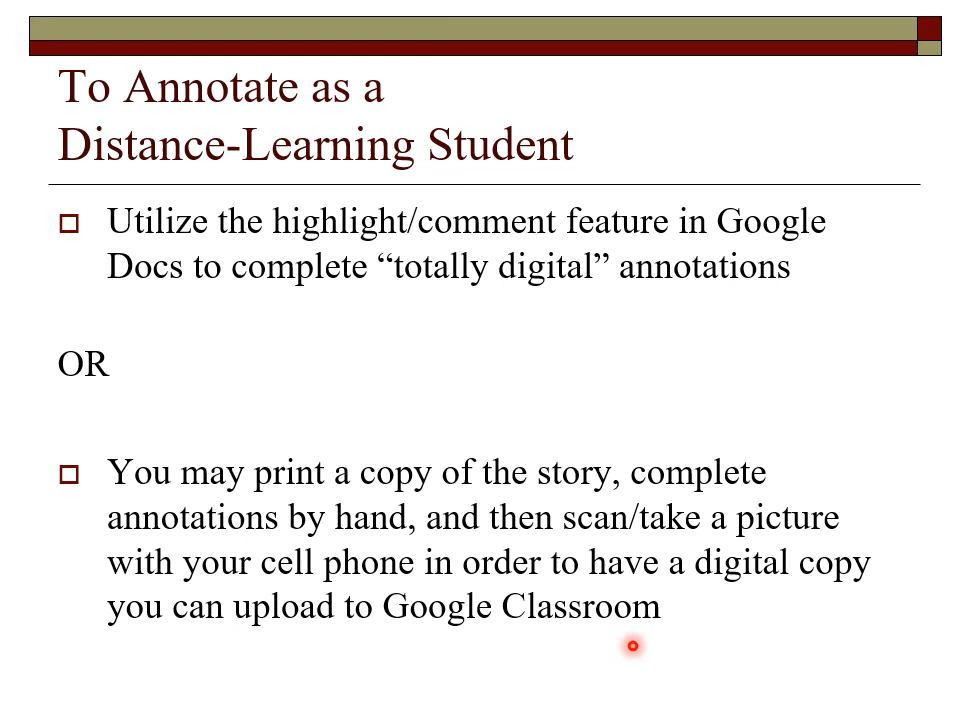 To Annotate as a
Distance-Learning Student
Utilize the highlight/comment feature in Google
Docs to complete “totally digital” annotations
OR
You may print a copy of the story, complete
annotations by hand, and then scan/take a picture
with your cell phone in order to have a digital copy
you can upload to Google Classroom